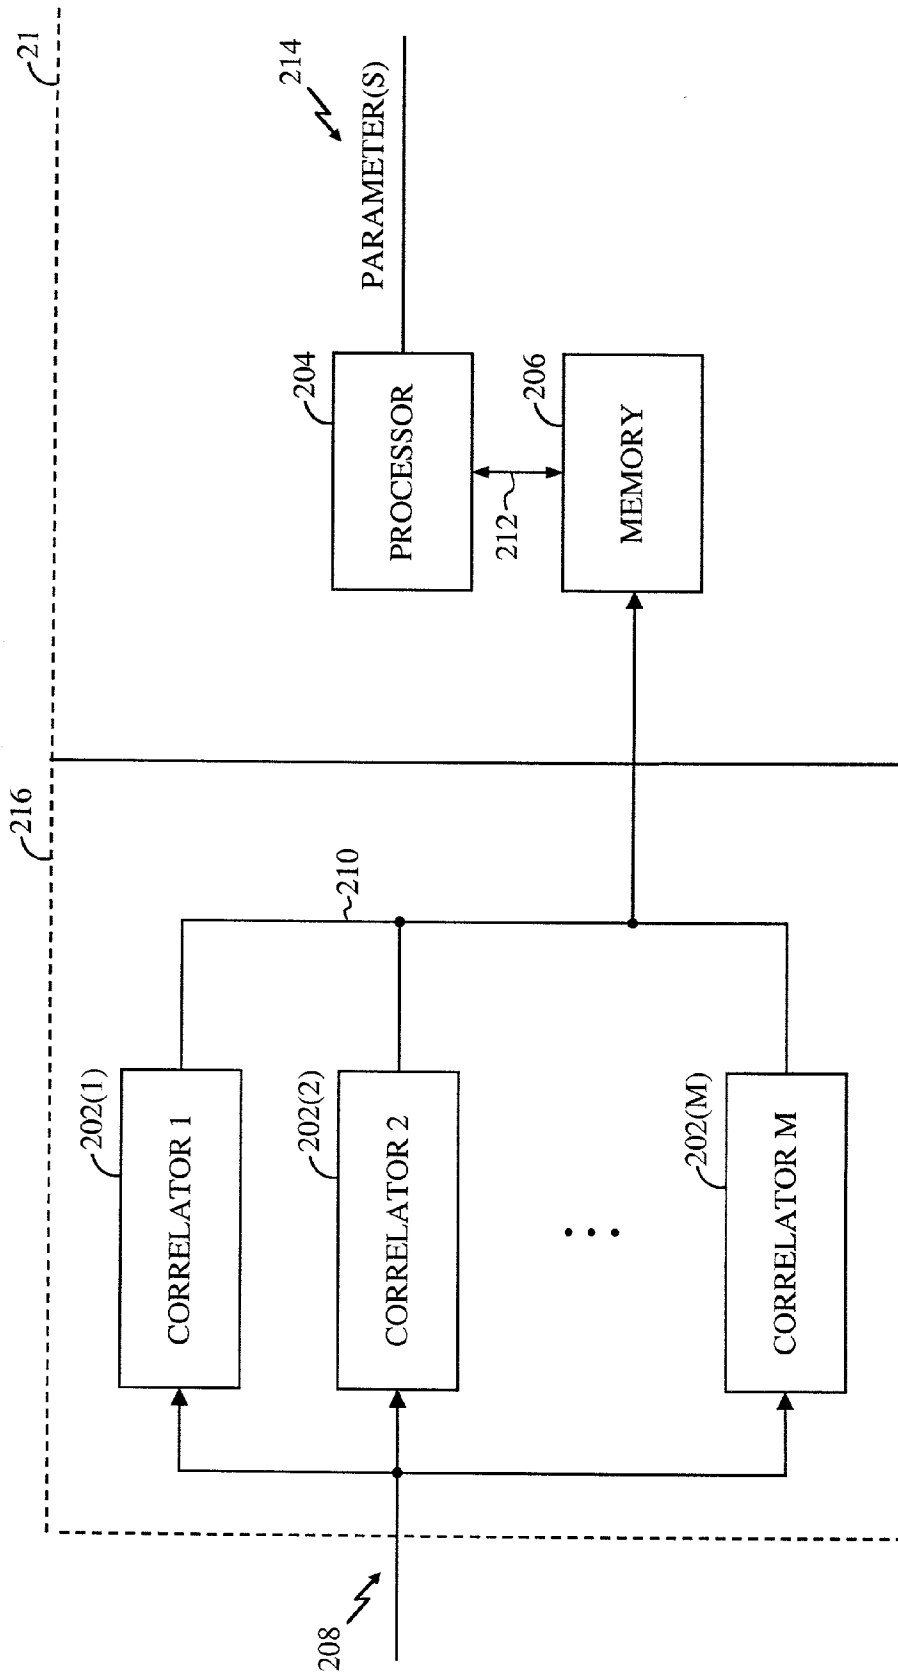 216
21
208
202(1)
CORRELATOR 1
202(2)
CORRELATOR 2
202(M)
CORRELATOR M
210
204
PROCESSOR
212
206
MEMORY
PARAMETER(S)
214